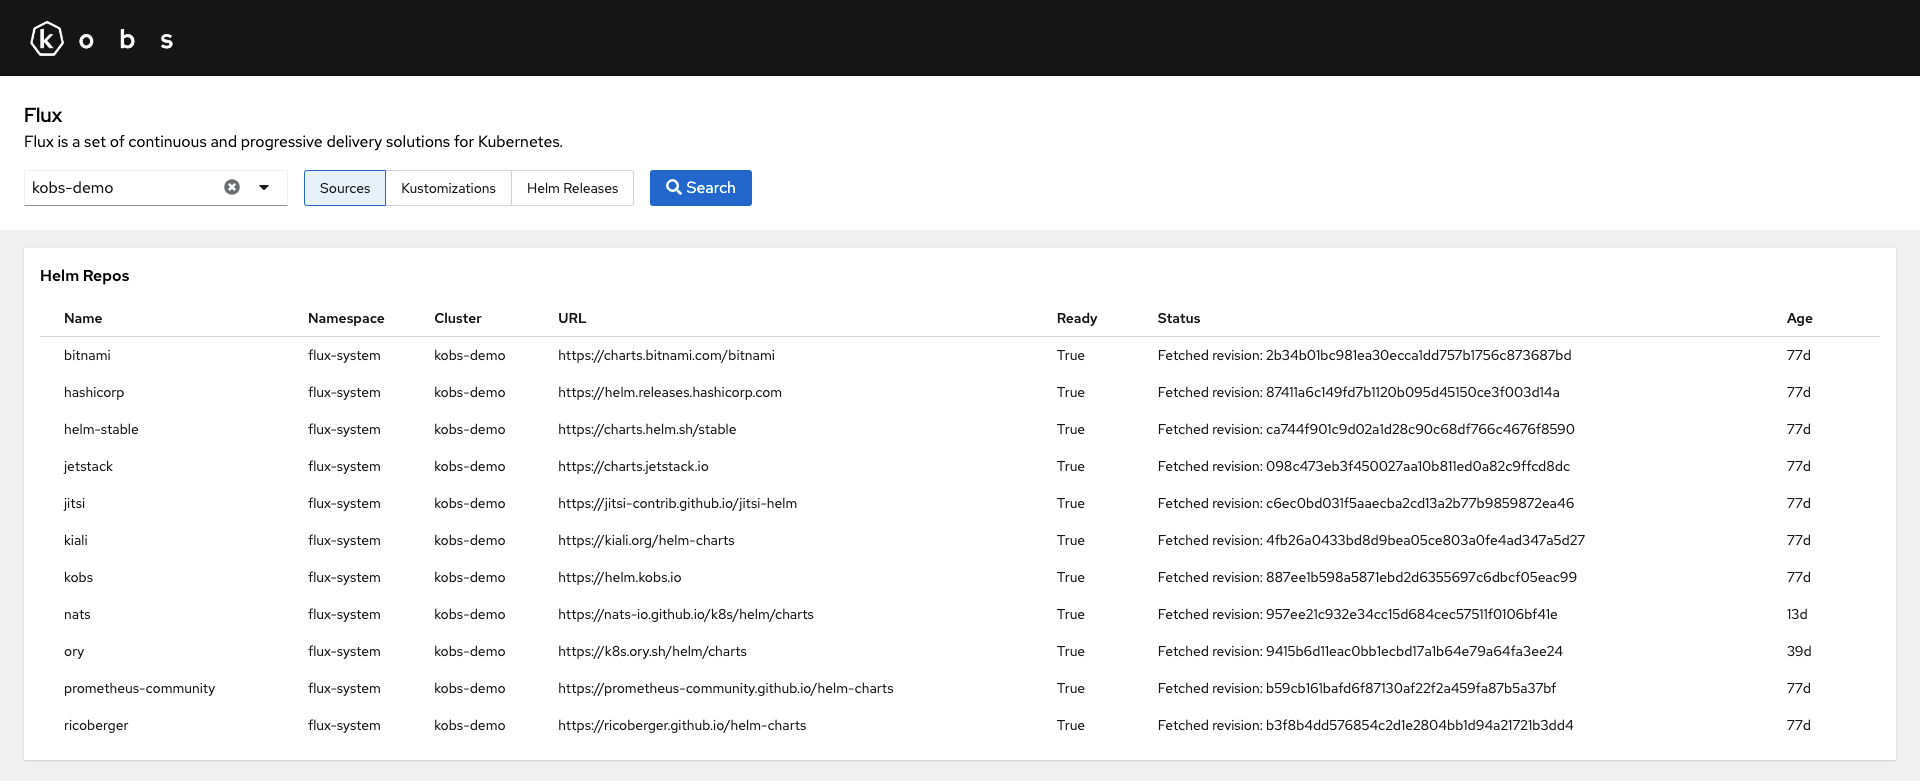 k o b s
Flux
Flux is a set of continuous and progressive delivery solutions for Kubernetes.
kobs-demo Sources Kustomizations Helm Releases Search
Helm Repos
Name Namespace Cluster URL Ready Status Age
bitnami flux-system kobs-demo https://charts.bitnami.com/bitnami True Fetched revision: 2b34b01bc981ea30ecca1dd757b1756c873687bd 77d
hashicorp flux-system kobs-demo https://helm.releases.hashicorp.com True Fetched revision: 87411a6c149fd7b1120b095d45150ce3f003d14a 77d
helm-stable flux-system kobs-demo https://charts.helm.sh/stable True Fetched revision: ca744f901c9d02a1d28c90c68df766c4676f8590 77d
jetstack flux-system kobs-demo https://charts.jetstack.io True Fetched revision: 098c473eb3f450027aa10b811ed0a82c9ffcd8dc 77d
jitsi flux-system kobs-demo https://jitsi-contrib.github.io/jitsi-helm True Fetched revision: c6ec0bd031f5aaecba2cd13a2b77b9859872ea46 77d
kiali flux-system kobs-demo https://kiali.org/helm-charts True Fetched revision: 4fb26a0433bd8d9bea05ce803a0fe4ad347a5d27 77d
kobs flux-system kobs-demo https://helm.kobs.io True Fetched revision: 887ee1b598a5871ebd2d6355697c6dbcf05eac99 77d
nats flux-system kobs-demo https://nats-io.github.io/k8s/helm/charts True Fetched revision: 957ee21c932e34cc15d684cec57511f0106bf41e 13d
ory flux-system kobs-demo https://k8s.ory.sh/helm/charts True Fetched revision: 9415b6d11eac0bb1ecbd17a1b64e79a64fa3ee24 39d
prometheus-community flux-system kobs-demo https://prometheus-community.github.io/helm-charts True Fetched revision: b59cb161bafd6f87130af22f2a459fa87b5a37bf 77d
ricoberger flux-system kobs-demo https://ricoberger.github.io/helm-charts True Fetched revision: b3f8b4dd576854c2d1e2804bb1d94a21721b3dd4 77d